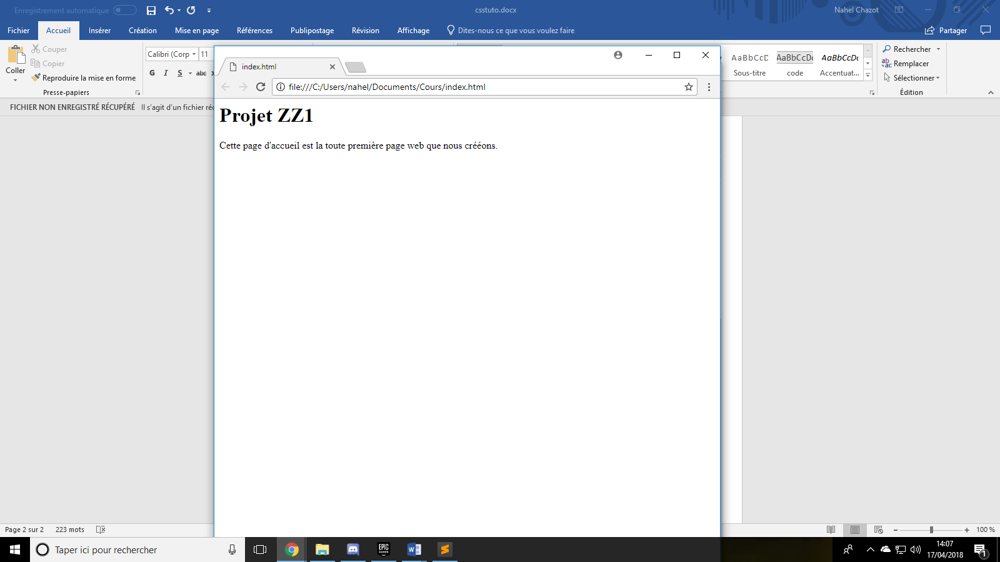 Enregistrement automatique
csstuto.docx
Nahel Chazot
Fichier Accueil Insérer Création Mise en page Références Publipostage Révision Affichage Dites-nous ce que vous voulez faire Partager
Coller
Couper
Copier
Reproduire la mise en forme
Presse-papiers
Calibri (Corp 11
G I S abc
AaBbCcD AaBbCcDc AaBbCcDc
Sous-titre code Accentuat...
Rechercher
Remplacer
Sélectionner
Édition
FICHIER NON ENREGISTRÉ RÉCUPÉRÉ Il s'agit d'un fichier réc
index.html
file:///C:/Users/nahel/Documents/Cours/index.html
Projet ZZ1
Cette page d'accueil est la toute première page web que nous crééons.
Page 2 sur 2 223 mots
100 %
Taper ici pour rechercher
EPIC GAMES
14:07
17/04/2018
1